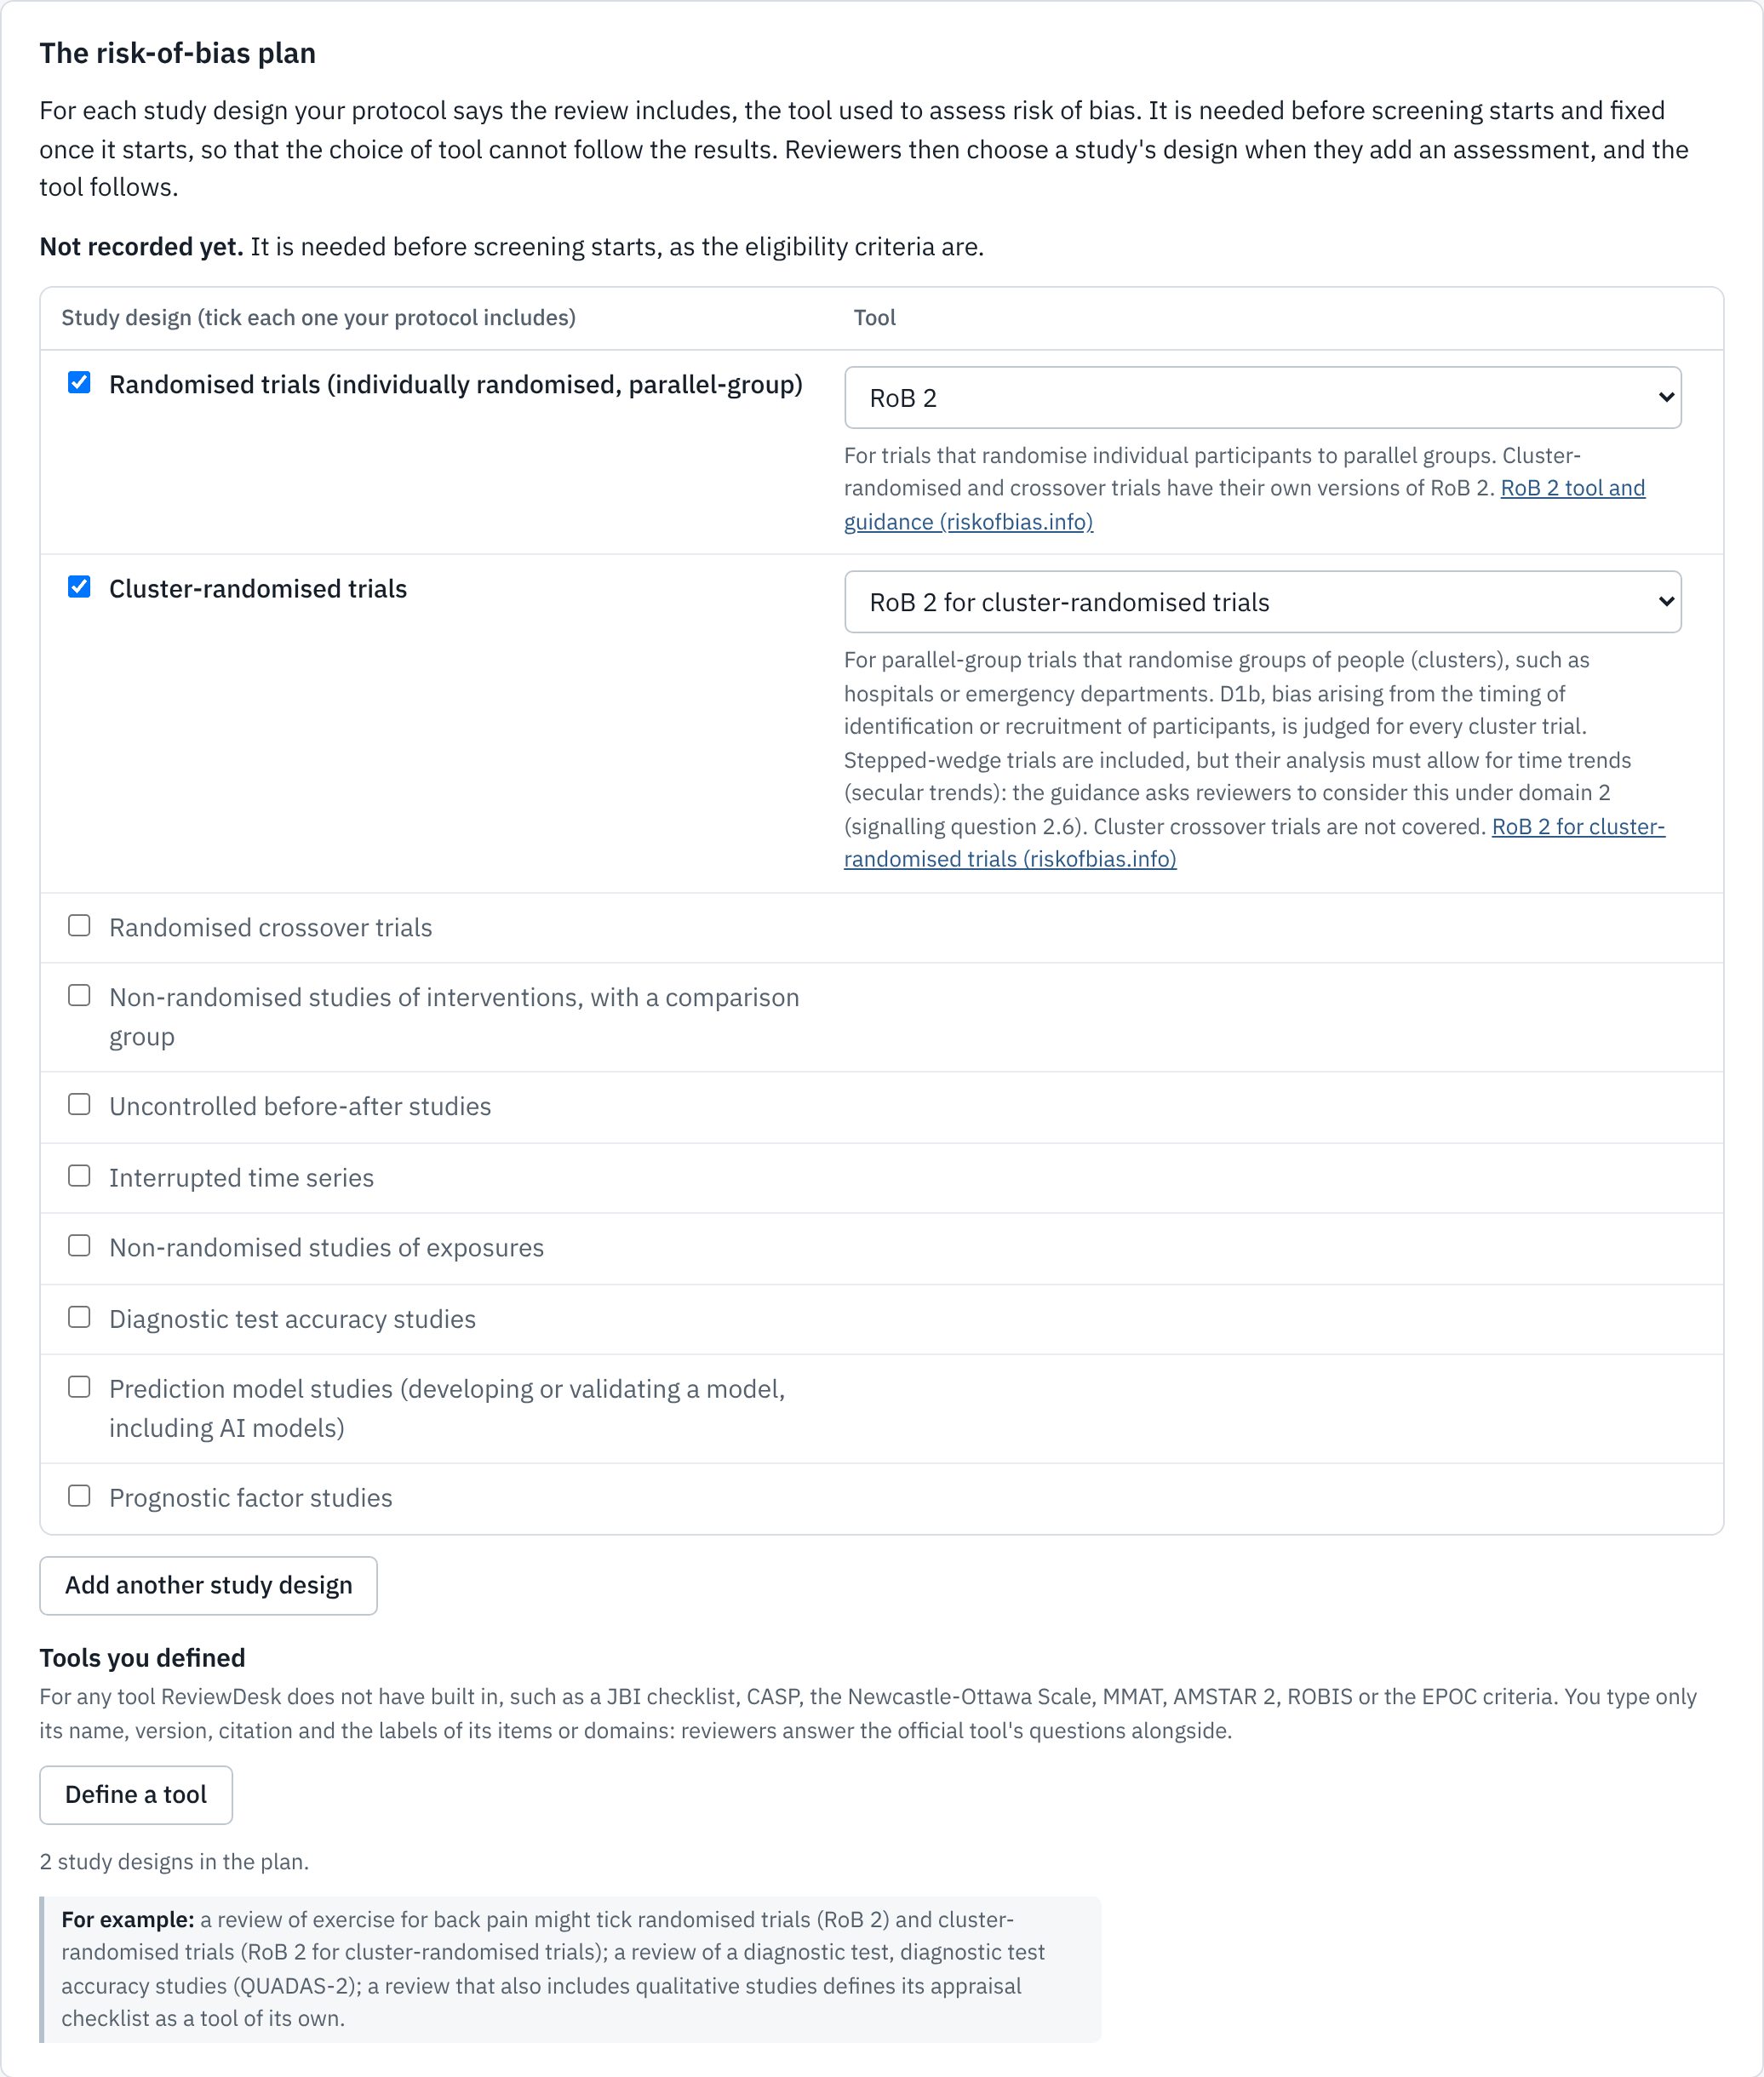 The risk-of-bias plan
For each study design your protocol says the review includes, the tool used to assess risk of bias. It is needed before screening starts and fixed
once it starts, so that the choice of tool cannot follow the results. Reviewers then choose a study's design when they add an assessment, and the
tool follows.
Not recorded yet. It is needed before screening starts, as the eligibility criteria are.
Study design (tick each one your protocol includes)
Tool
Randomised trials (individually randomised, parallel-group)
RoB 2
For trials that randomise individual participants to parallel groups. Cluster-
randomised and crossover trials have their own versions of RoB 2. RoB 2 tool and
guidance (riskofbias.info)
Cluster-randomised trials
RoB 2 for cluster-randomised trials
For parallel-group trials that randomise groups of people (clusters), such as
hospitals or emergency departments. D1b, bias arising from the timing of
identification or recruitment of participants, is judged for every cluster trial.
Stepped-wedge trials are included, but their analysis must allow for time trends
(secular trends): the guidance asks reviewers to consider this under domain 2
(signalling question 2.6). Cluster crossover trials are not covered. RoB 2 for cluster-
randomised trials (riskofbias.info)
Randomised crossover trials
Non-randomised studies of interventions, with a comparison
group
Uncontrolled before-after studies
Interrupted time series
Non-randomised studies of exposures
Diagnostic test accuracy studies
Prediction model studies (developing or validating a model,
including AI models)
Prognostic factor studies
Add another study design
Tools you defined
For any tool ReviewDesk does not have built in, such as a JBI checklist, CASP, the Newcastle-Ottawa Scale, MMAT, AMSTAR 2, ROBIS or the EPOC criteria. You type only
its name, version, citation and the labels of its items or domains: reviewers answer the official tool's questions alongside.
Define a tool
2 study designs in the plan.
For example: a review of exercise for back pain might tick randomised trials (RoB 2) and cluster-
randomised trials (RoB 2 for cluster-randomised trials); a review of a diagnostic test, diagnostic test
accuracy studies (QUADAS-2); a review that also includes qualitative studies defines its appraisal
checklist as a tool of its own.